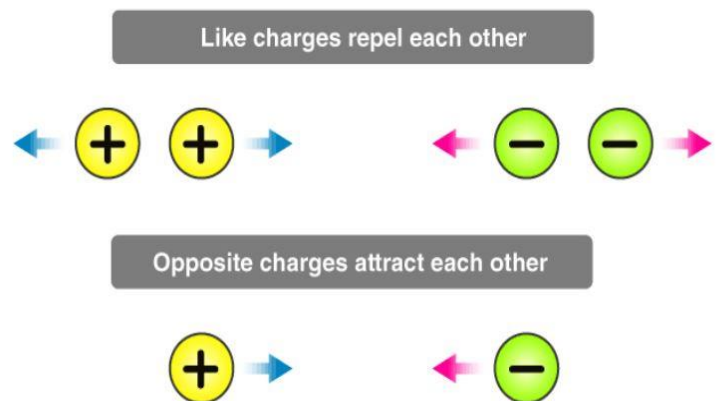 Like charges repel each other
+ + − −
Opposite charges attract each other
+ −